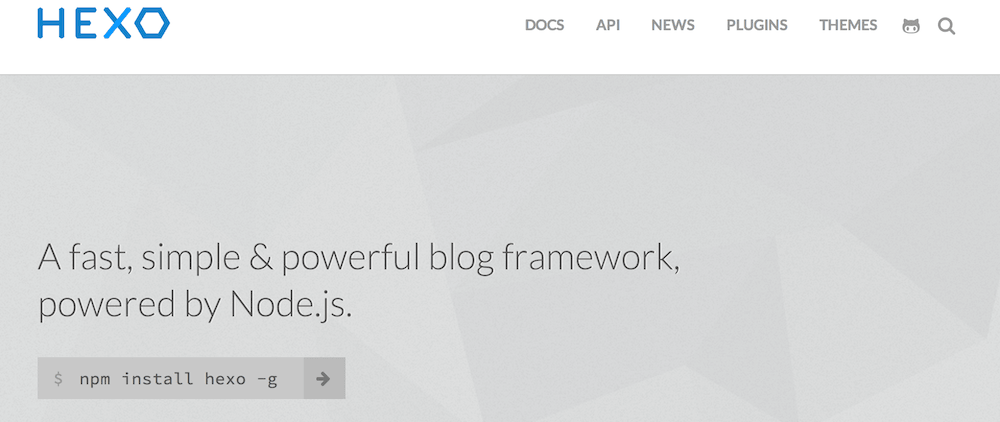 HEXO
DOCS API NEWS PLUGINS THEMES
A fast, simple & powerful blog framework,
powered by Node.js.
$ npm install hexo -g